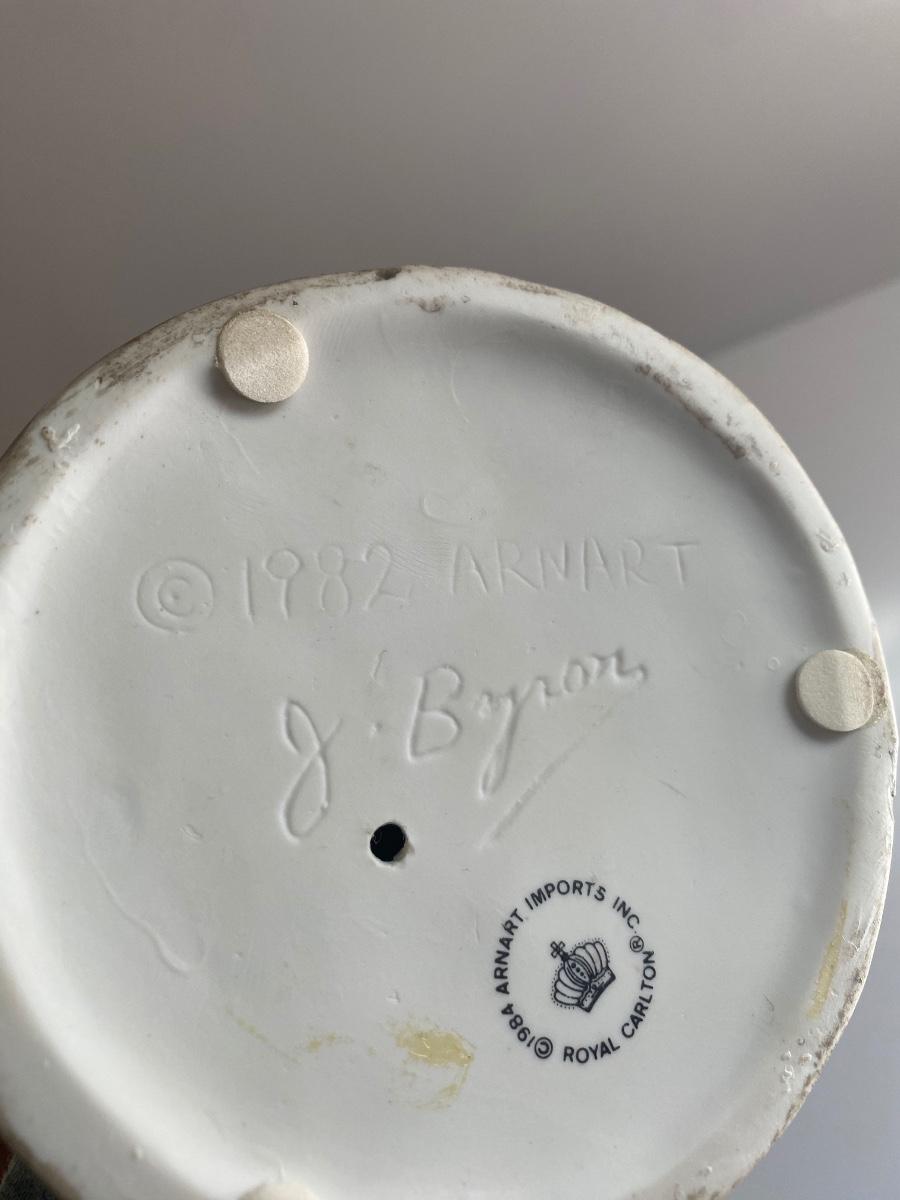 © 1982 ARNART
J. Byron
© 1984 ARNART IMPORTS INC.
ROYAL CARLTON®